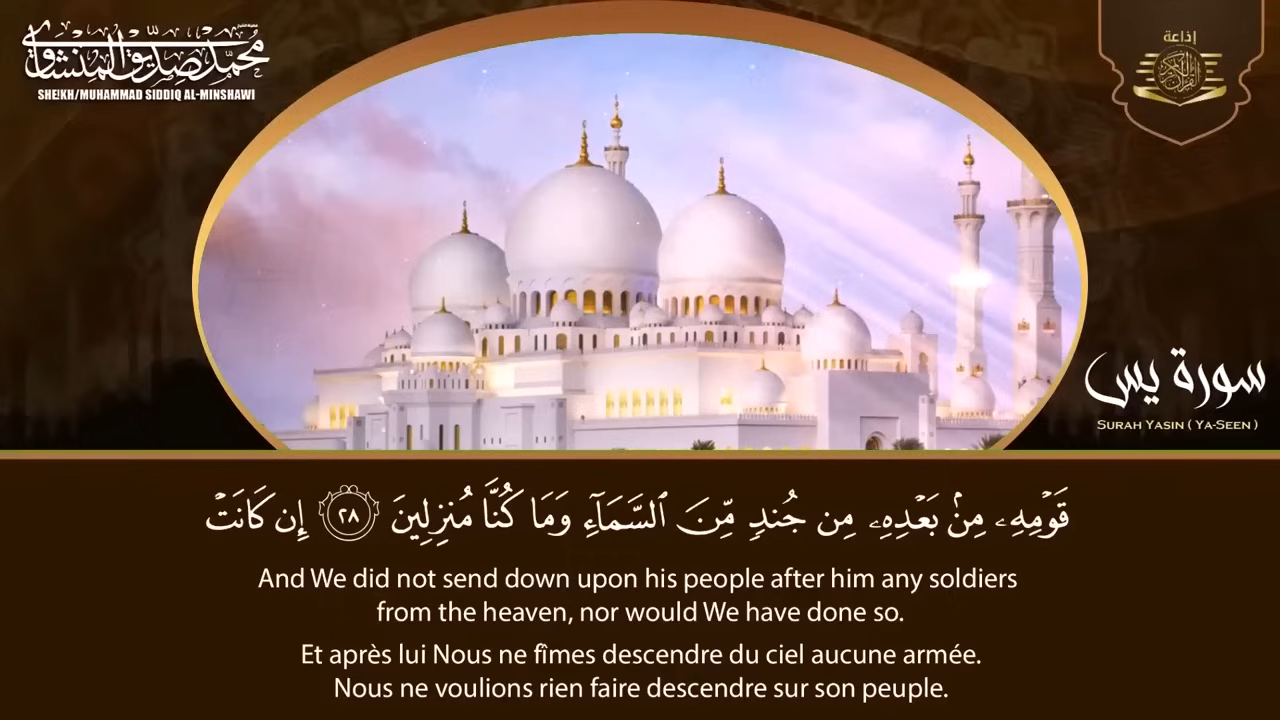 محمد صديق المنشاوي
SHEIKH/MUHAMMAD SIDDIQ AL-MINSHAWI
إذاعة
القرآن الكريم
سورة يس
SURAH YASIN ( YA-SEEN )
قَوْمِهِۦ مِنۢ بَعْدِهِۦ مِن جُندٍ مِّنَ ٱلسَّمَآءِ وَمَا كُنَّا مُنزِلِينَ ٢٨ إِن كَانَتْ
And We did not send down upon his people after him any soldiers
from the heaven, nor would We have done so.
Et après lui Nous ne fîmes descendre du ciel aucune armée.
Nous ne voulions rien faire descendre sur son peuple.